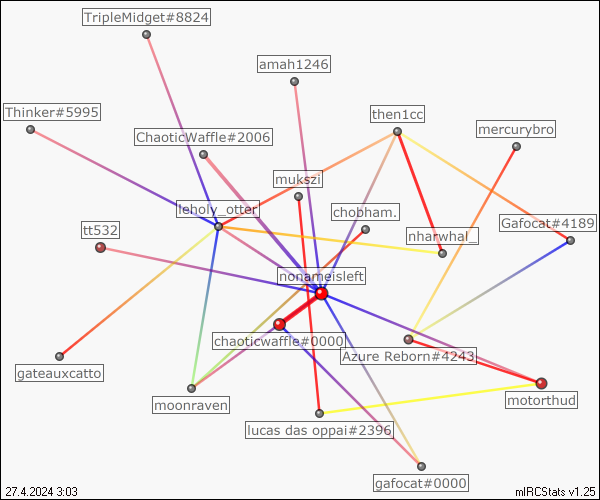 TripleMidget#8824
amah1246
Thinker#5995
then1cc
mercurybro
ChaoticWaffle#2006
mukszi
leholy_otter
chobham.
Gafocat#4189
tt532
nharwhal_
nonameisleft
chaoticwaffle#0000
Azure Reborn#4243
gateauxcatto
moonraven
motorthud
lucas das oppai#2396
gafocat#0000
27.4.2024 3:03
mIRCStats v1.25